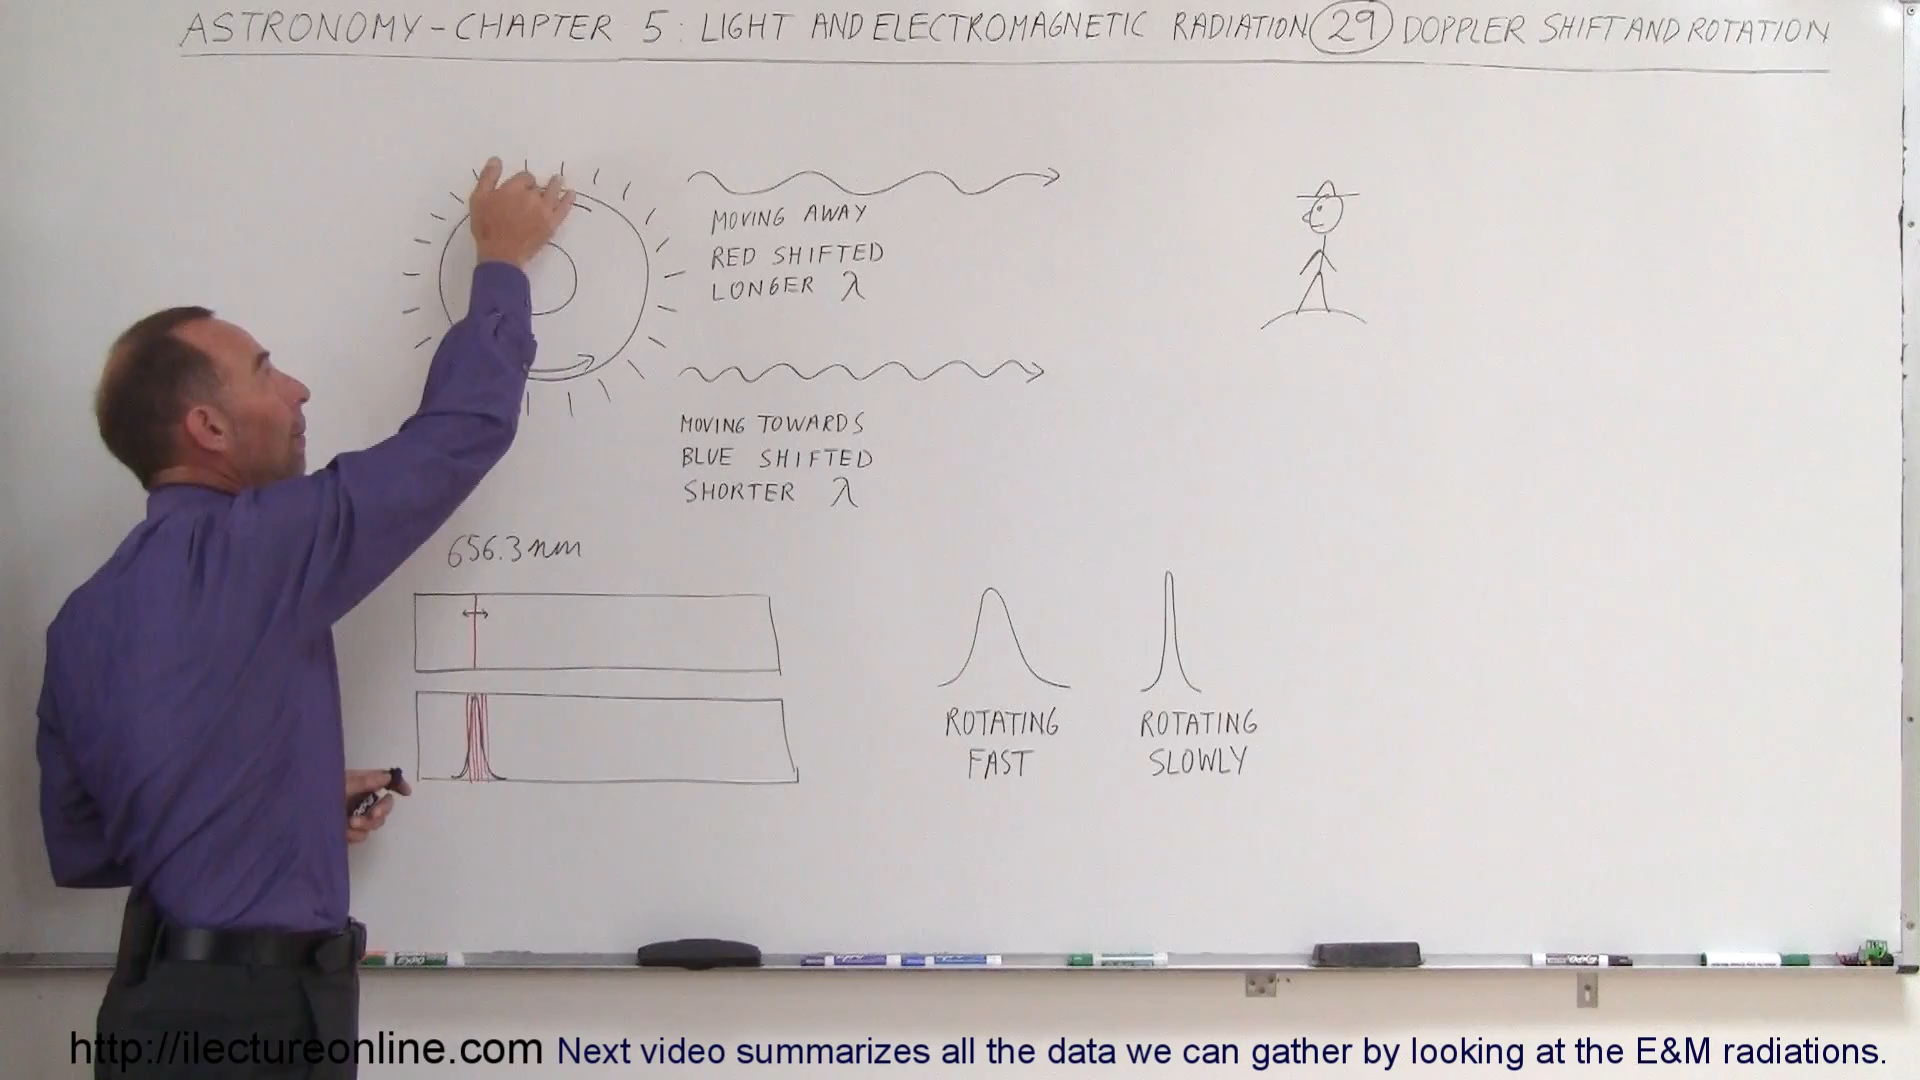 ASTRONOMY - CHAPTER 5: LIGHT AND ELECTROMAGNETIC RADIATION 29 DOPPLER SHIFT AND ROTATION
MOVING AWAY
RED SHIFTED
LONGER λ
MOVING TOWARDS
BLUE SHIFTED
SHORTER λ
656.3 nm
ROTATING
FAST
ROTATING
SLOWLY
http://ilectureonline.com Next video summarizes all the data we can gather by looking at the E&M radiations.